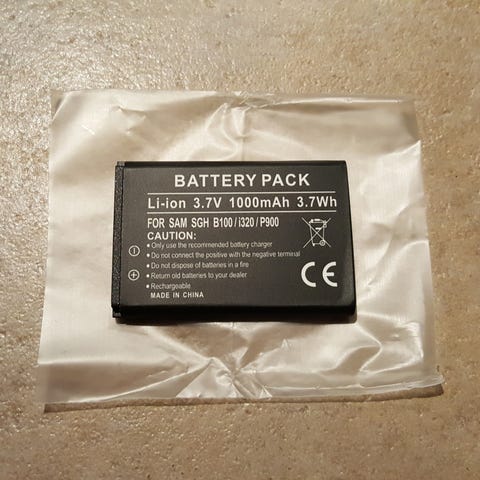 BATTERY PACK
Li-ion 3.7V 1000mAh 3.7Wh
FOR SAM SGH B100 / i320 / P900
CAUTION:
• Only use the recommended battery charger
• Do not connect with the positive negative terminal
• Do not dispose of batteries in a fire
• Return old batteries to your dealer
• Rechargeable
MADE IN CHINA
CE